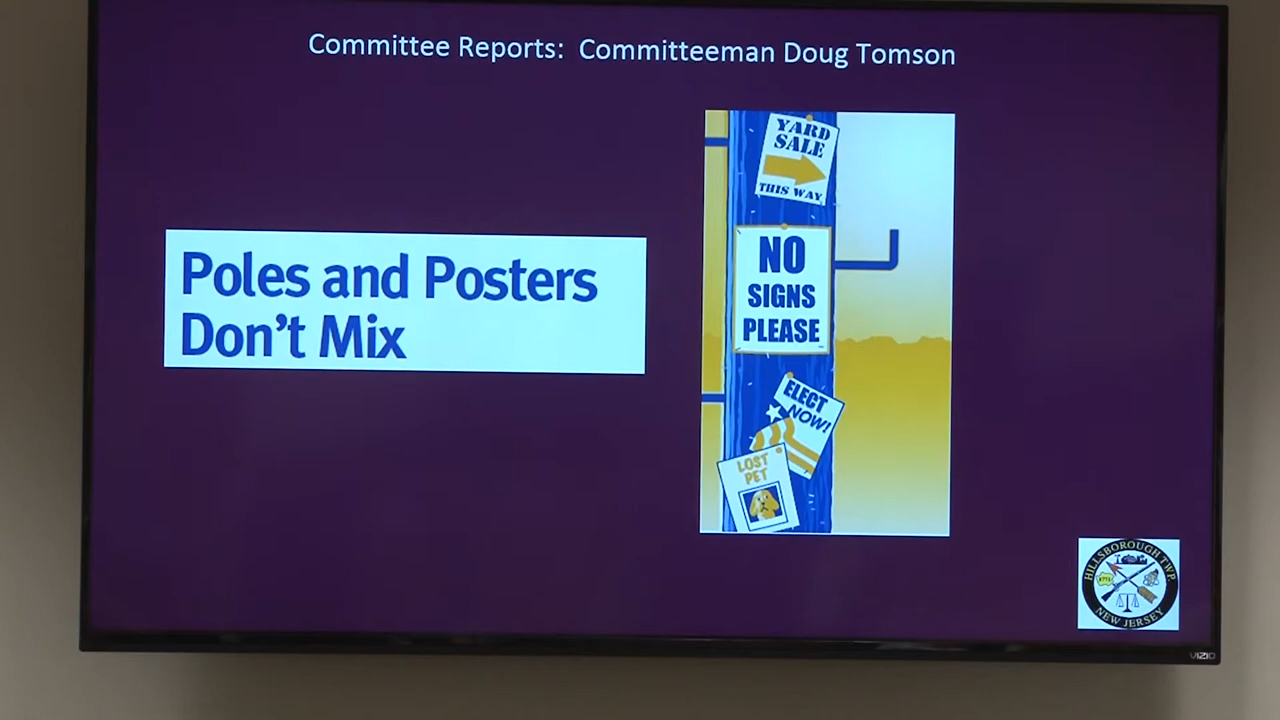 Committee Reports:  Committeeman Doug Tomson
Poles and Posters
Don't Mix
YARD
SALE
THIS WAY
NO
SIGNS
PLEASE
ELECT
NOW!
LOST
PET
HILLSBOROUGH TWP.
1771
NEW JERSEY
VIZIO